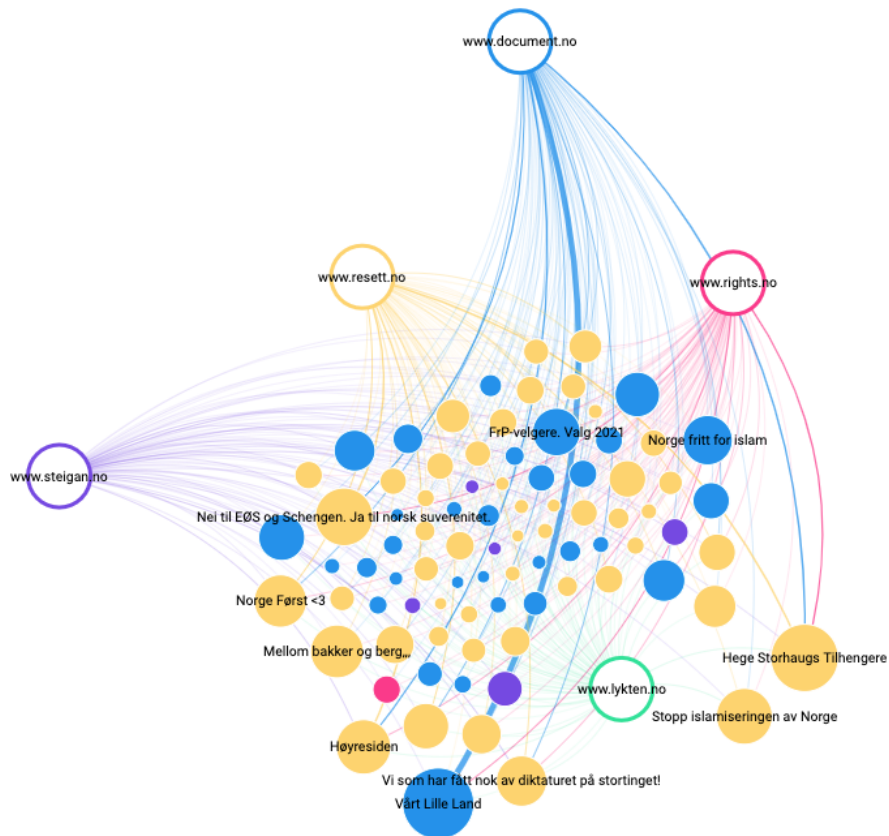 www.document.no
www.resett.no
www.rights.no
FrP-velgere. Valg 2021
Norge fritt for islam
www.steigan.no
Nei til EØS og Schengen. Ja til norsk suverenitet.
Norge Først <3
Mellom bakker og berg,,,
Hege Storhaugs Tilhengere
www.lykten.no
Stopp islamiseringen av Norge
Høyresiden
Vi som har fått nok av diktaturet på stortinget!
Vårt Lille Land